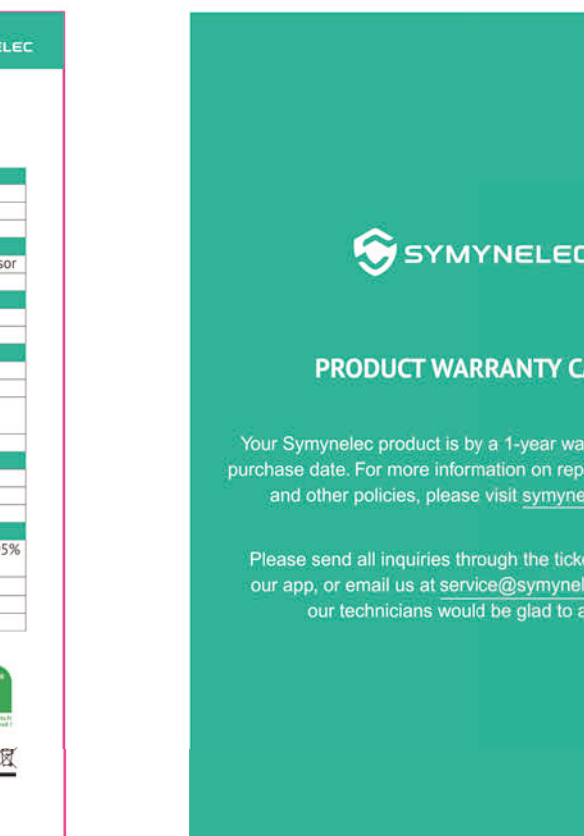 ELEC
sor
5%
SYMYNELEC
PRODUCT WARRANTY CA
Your Symynelec product is by a 1-year wa
purchase date. For more information on rep
and other policies, please visit symyne
Please send all inquiries through the ticke
our app, or email us at service@symynel
our technicians would be glad to a